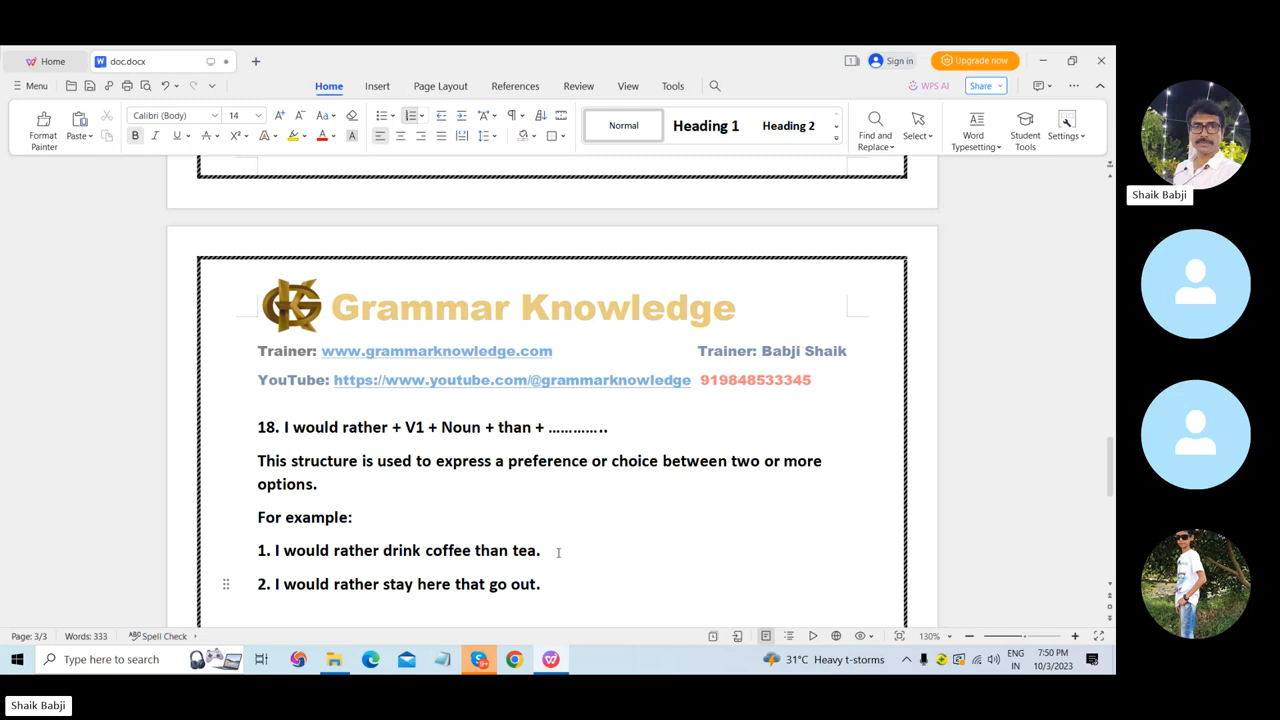 Home
doc.docx
Sign in
Upgrade now
Menu
Home
Insert
Page Layout
References
Review
View
Tools
WPS AI
Share
Format
Painter
Paste
Calibri (Body)
14
Normal
Heading 1
Heading 2
Find and
Replace
Select
Word
Typesetting
Student
Tools
Settings
Shaik Babji
GK Grammar Knowledge
Trainer: www.grammarknowledge.com Trainer: Babji Shaik
YouTube: https://www.youtube.com/@grammarknowledge 919848533345
18. I would rather + V1 + Noun + than + …………..
This structure is used to express a preference or choice between two or more
options.
For example:
1. I would rather drink coffee than tea.
2. I would rather stay here that go out.
Page: 3/3 Words: 333 Spell Check 130%
Type here to search
31°C Heavy t-storms
ENG
IN
7:50 PM
10/3/2023
Shaik Babji